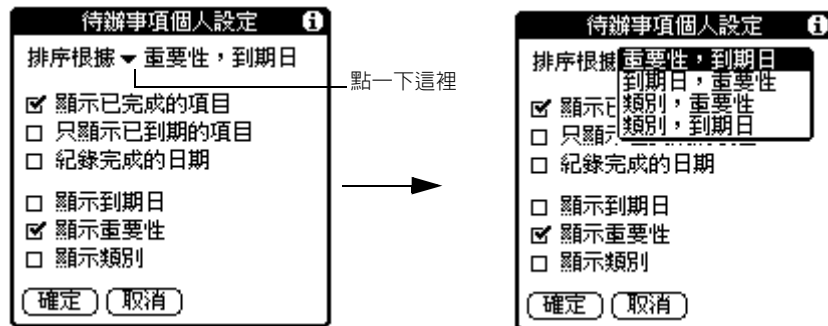 待辦事項個人設定
排序根據 重要性，到期日
點一下這裡
顯示已完成的項目
只顯示已到期的項目
紀錄完成的日期
顯示到期日
顯示重要性
顯示類別
確定 取消
待辦事項個人設定
排序根據 重要性，到期日
到期日，重要性
類別，重要性
類別，到期日
顯示已
只顯示
紀錄完成的日期
顯示到期日
顯示重要性
顯示類別
確定 取消